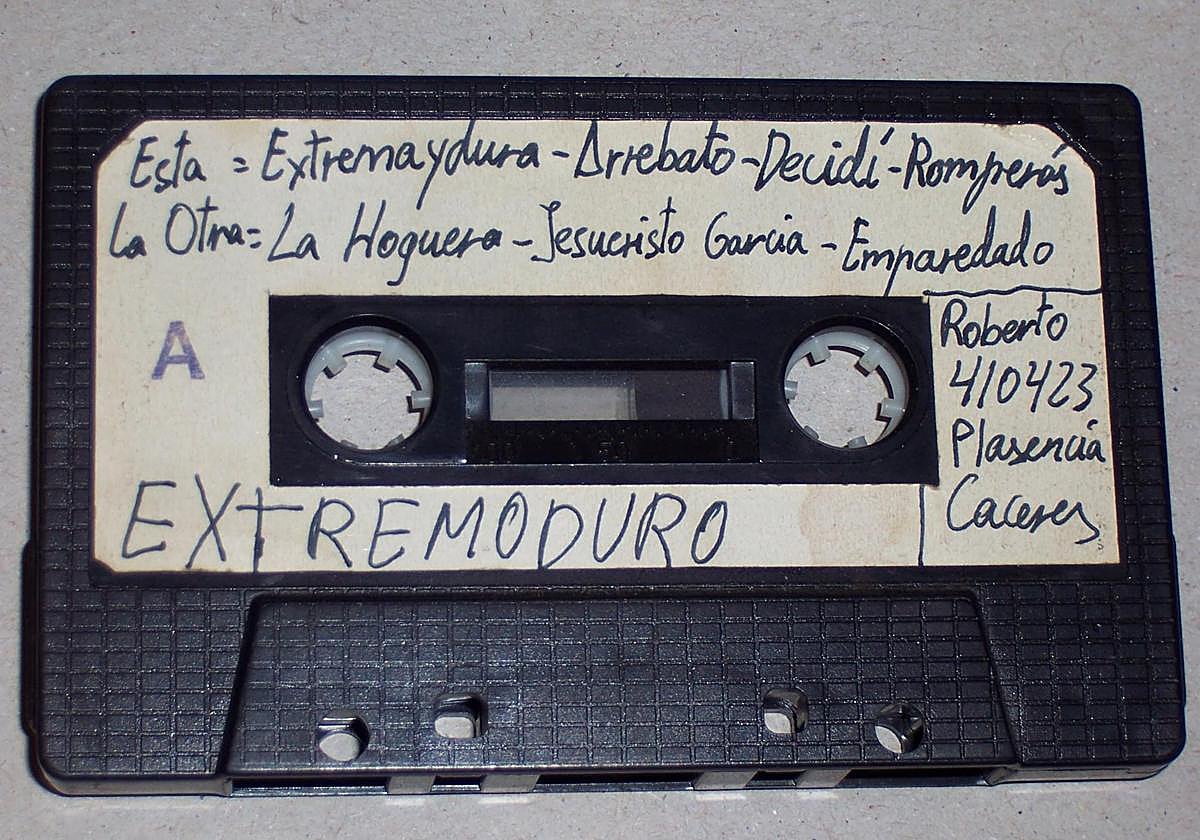 Esta = Extremaydura - Arrebato - Decidí - Romperás
La Otra = La Hoguera - Jesucristo Garcia - Emparedado
A
Roberto
410423
Plasencia
Caceres
EXTREMODURO